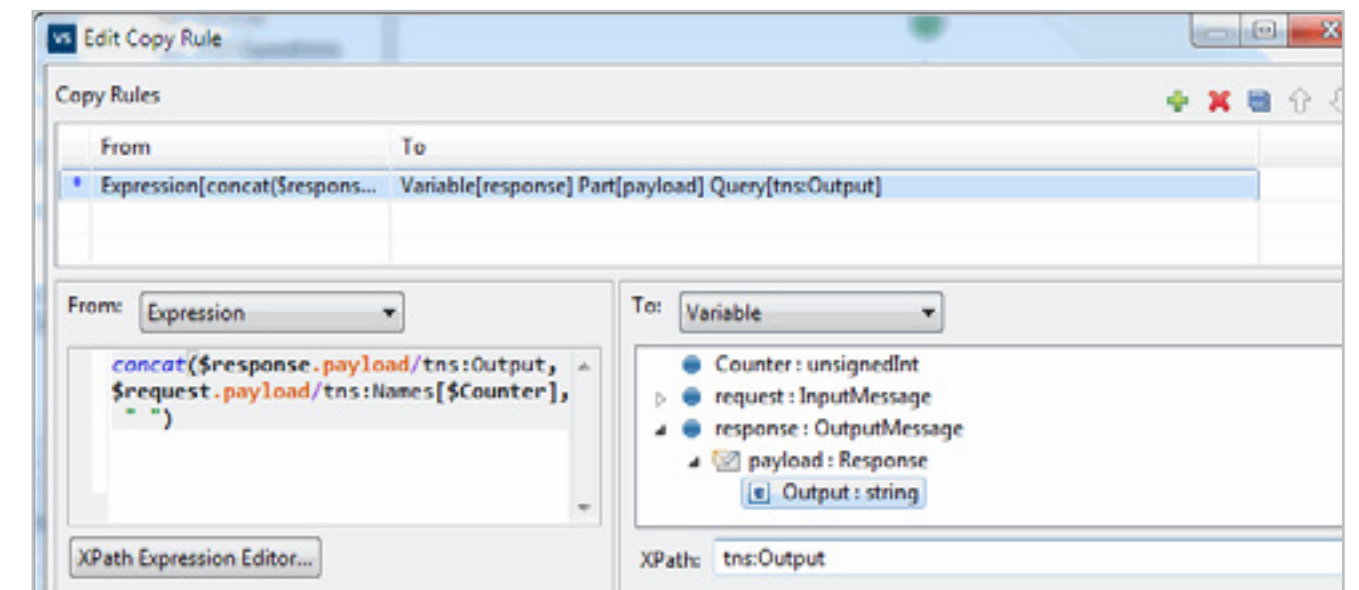 VS Edit Copy Rule
Copy Rules
From To
* Expression[concat($respons... Variable[response] Part[payload] Query[tns:Output]
From: Expression
To: Variable
concat($response.payload/tns:Output,
$request.payload/tns:Names[$Counter],
" ")
Counter : unsignedInt
request : InputMessage
response : OutputMessage
payload : Response
e Output : string
XPath Expression Editor...
XPath: tns:Output